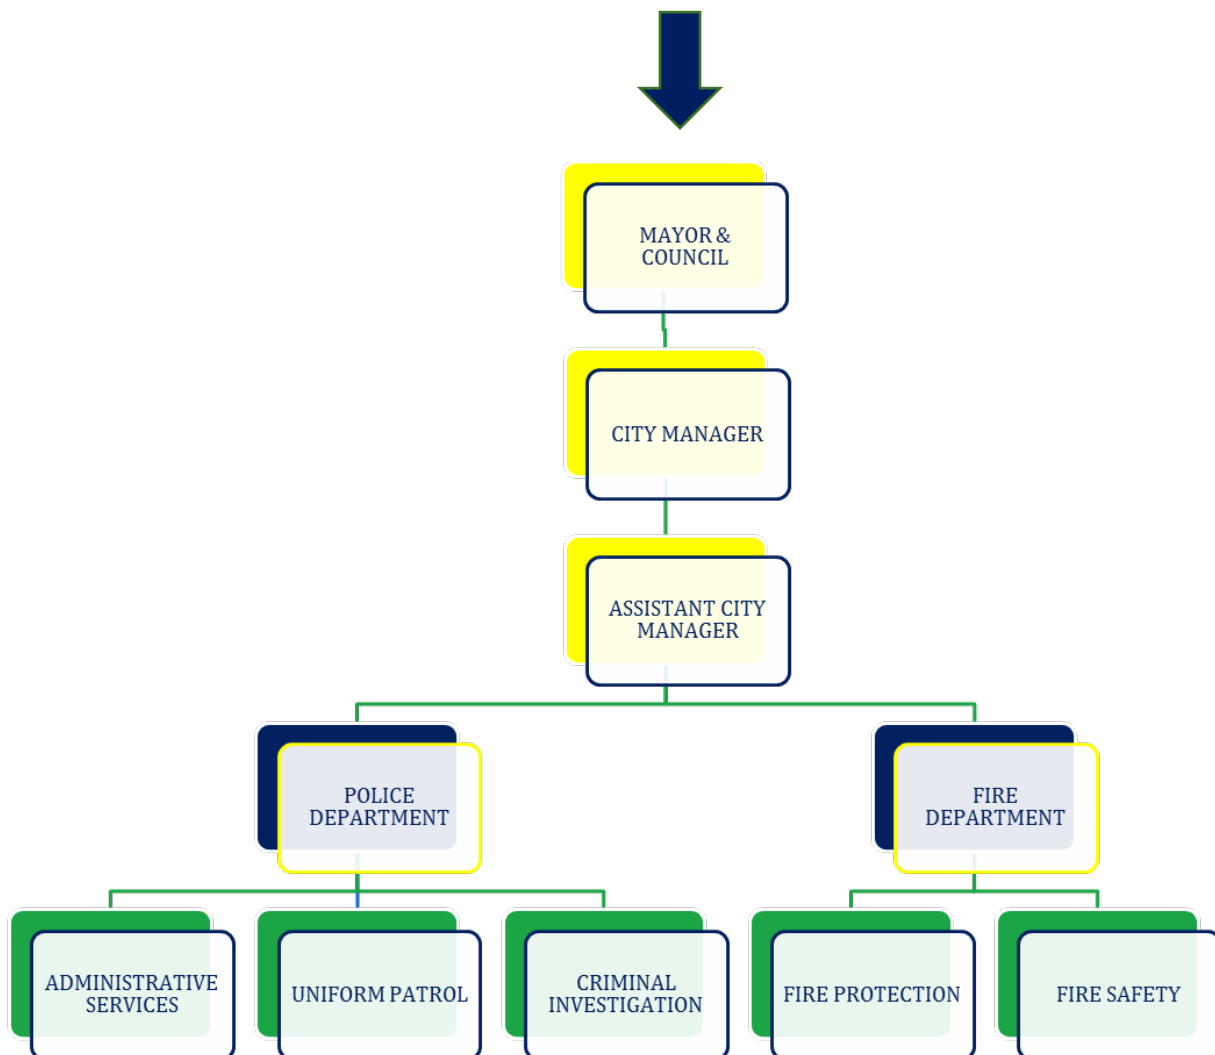 MAYOR &
COUNCIL
CITY MANAGER
ASSISTANT CITY
MANAGER
POLICE
DEPARTMENT
FIRE
DEPARTMENT
ADMINISTRATIVE
SERVICES
UNIFORM PATROL
CRIMINAL
INVESTIGATION
FIRE PROTECTION
FIRE SAFETY